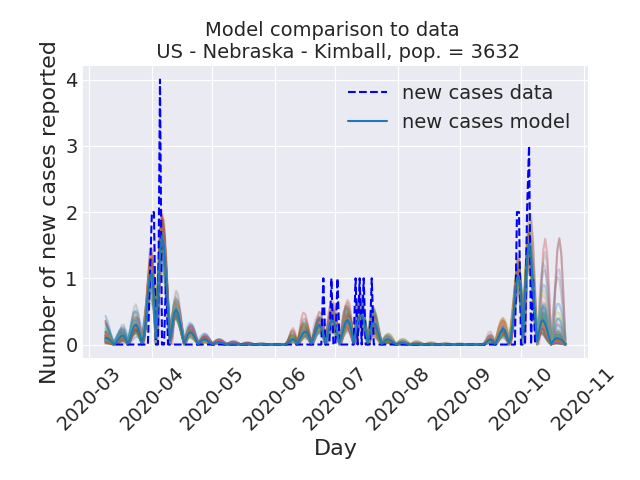 Model comparison to data
US - Nebraska - Kimball, pop. = 3632
Number of new cases reported
4
3
2
1
0
new cases data
new cases model
2020-03
2020-04
2020-05
2020-06
2020-07
2020-08
2020-09
2020-10
2020-11
Day